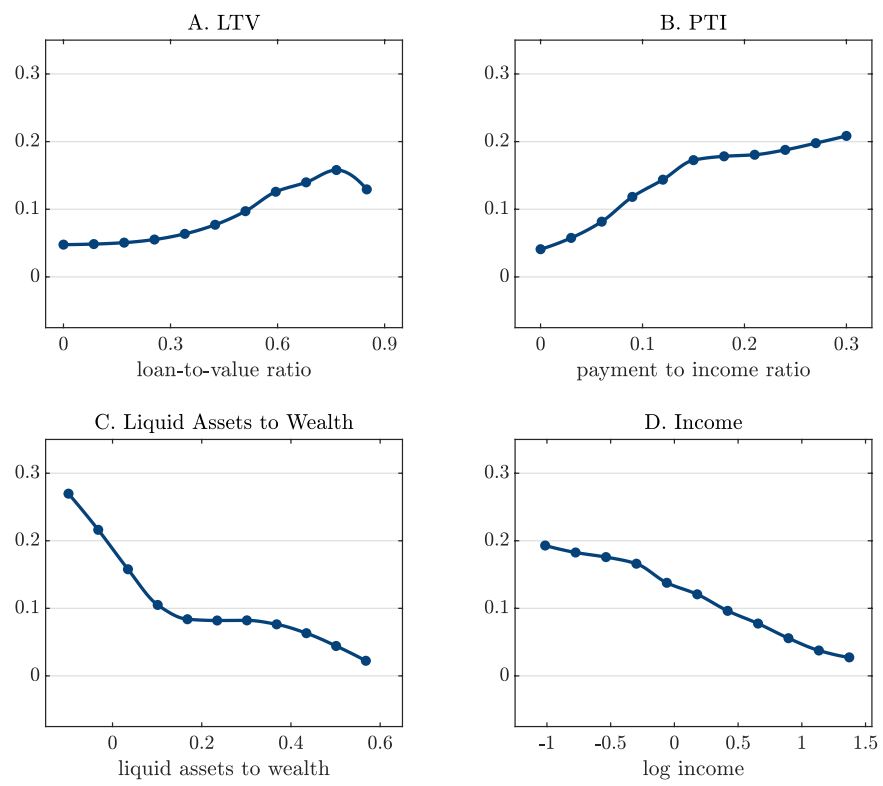 A. LTV
0.3
0.2
0.1
0
0 0.3 0.6 0.9
loan-to-value ratio
B. PTI
0.3
0.2
0.1
0
0 0.1 0.2 0.3
payment to income ratio
C. Liquid Assets to Wealth
0.3
0.2
0.1
0
0 0.2 0.4 0.6
liquid assets to wealth
D. Income
0.3
0.2
0.1
0
-1 -0.5 0 0.5 1 1.5
log income